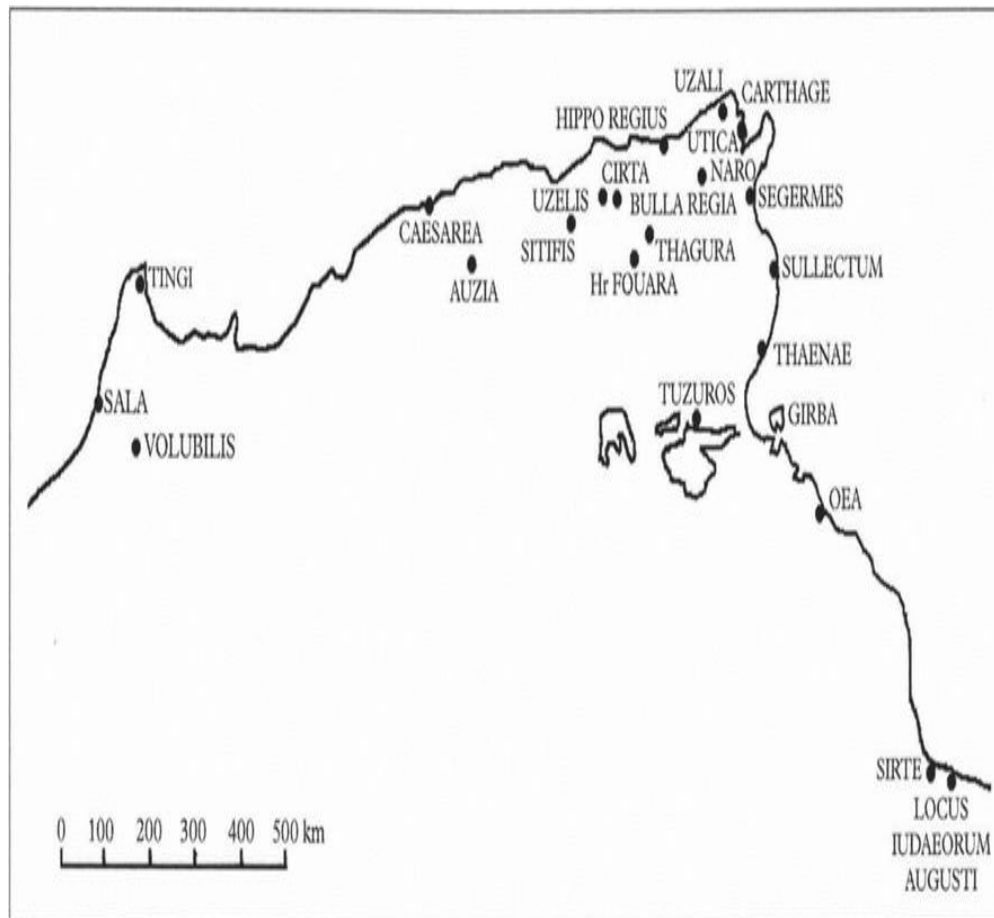 UZALI
CARTHAGE
HIPPO REGIUS
UTICA
NARO
CIRTA
UZELIS
BULLA REGIA
SEGERMES
CAESAREA
SITIFIS
THAGURA
AUZIA
Hr FOUARA
SULLECTUM
TINGI
THAENAE
SALA
TUZUROS
GIRBA
VOLUBILIS
OEA
SIRTE
LOCUS
IUDAEORUM
AUGUSTI
0 100 200 300 400 500 km